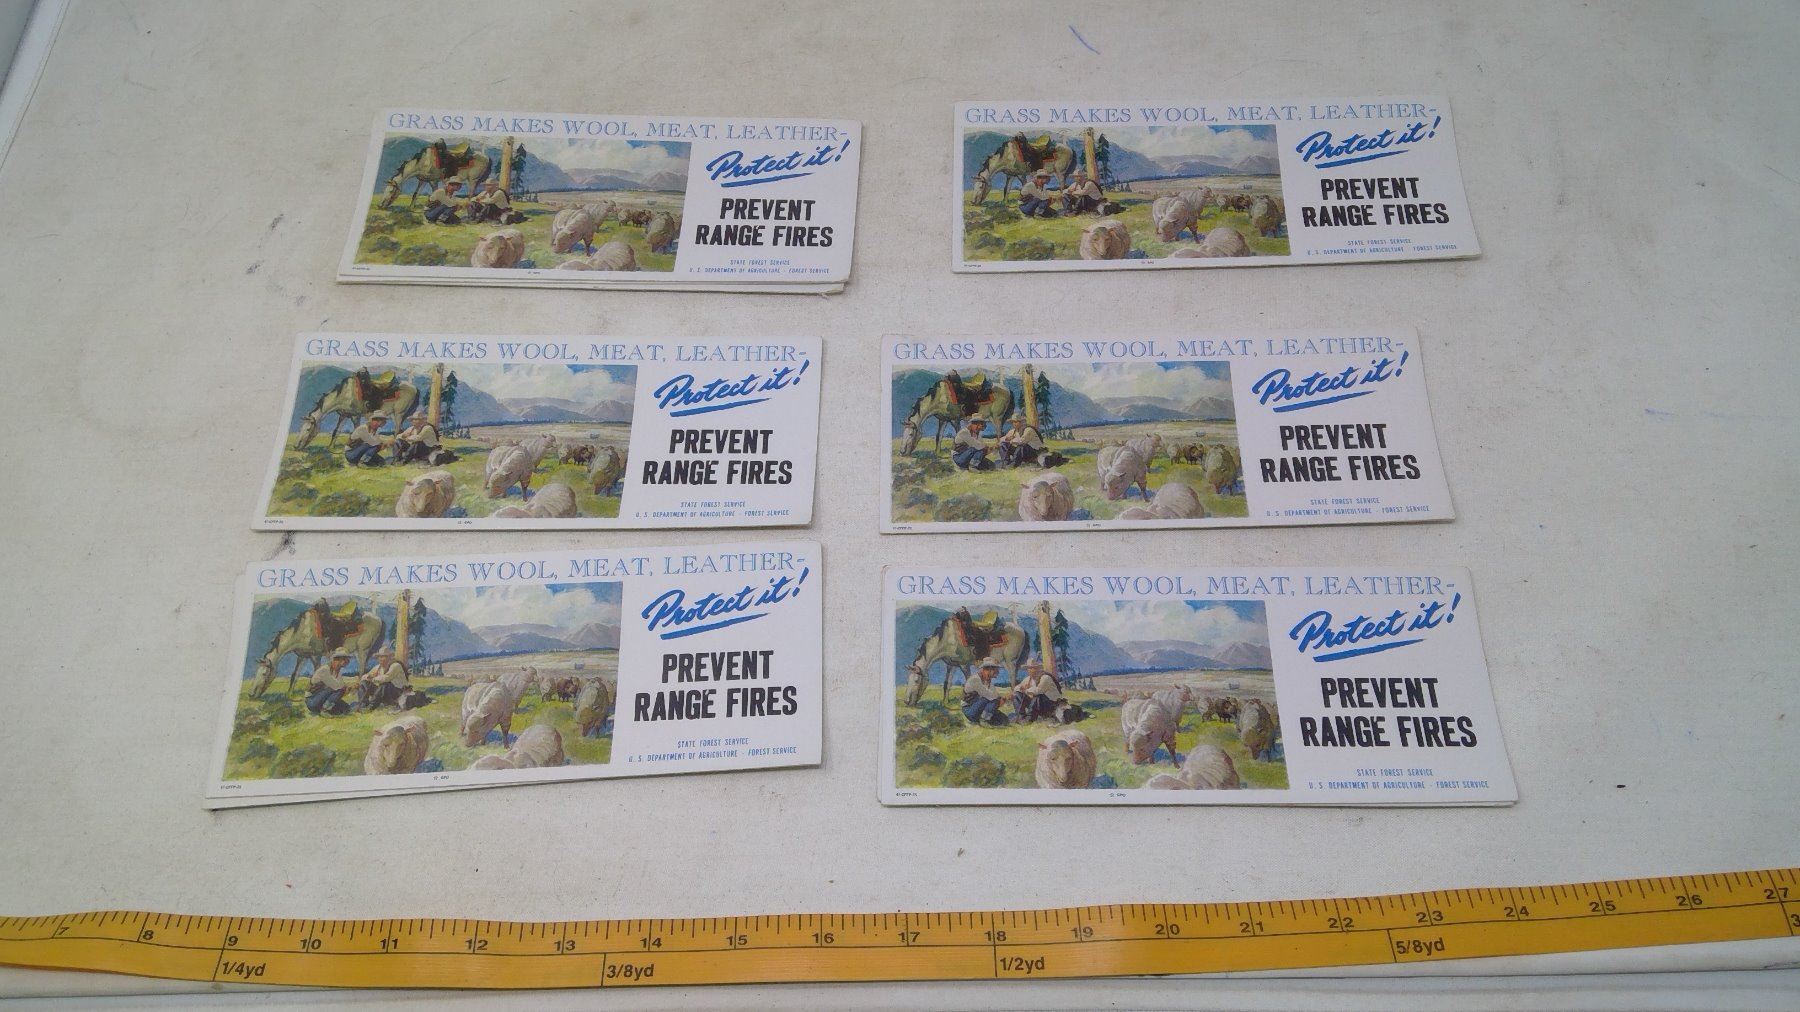 GRASS MAKES WOOL, MEAT, LEATHER-
Protect it!
PREVENT
RANGE FIRES
STATE FOREST SERVICE
U. S. DEPARTMENT OF AGRICULTURE - FOREST SERVICE
GRASS MAKES WOOL, MEAT, LEATHER-
Protect it!
PREVENT
RANGE FIRES
STATE FOREST SERVICE
U. S. DEPARTMENT OF AGRICULTURE - FOREST SERVICE
GRASS MAKES WOOL, MEAT, LEATHER-
Protect it!
PREVENT
RANGE FIRES
STATE FOREST SERVICE
U. S. DEPARTMENT OF AGRICULTURE - FOREST SERVICE
GRASS MAKES WOOL, MEAT, LEATHER-
Protect it!
PREVENT
RANGE FIRES
STATE FOREST SERVICE
U. S. DEPARTMENT OF AGRICULTURE - FOREST SERVICE
GRASS MAKES WOOL, MEAT, LEATHER-
Protect it!
PREVENT
RANGE FIRES
STATE FOREST SERVICE
U. S. DEPARTMENT OF AGRICULTURE - FOREST SERVICE
GRASS MAKES WOOL, MEAT, LEATHER-
Protect it!
PREVENT
RANGE FIRES
STATE FOREST SERVICE
U. S. DEPARTMENT OF AGRICULTURE - FOREST SERVICE
7 8 9 10 11 12 13 14 15 16 17 18 19 20 21 22 23 24 25 26 27
1/4yd 3/8yd 1/2yd 5/8yd